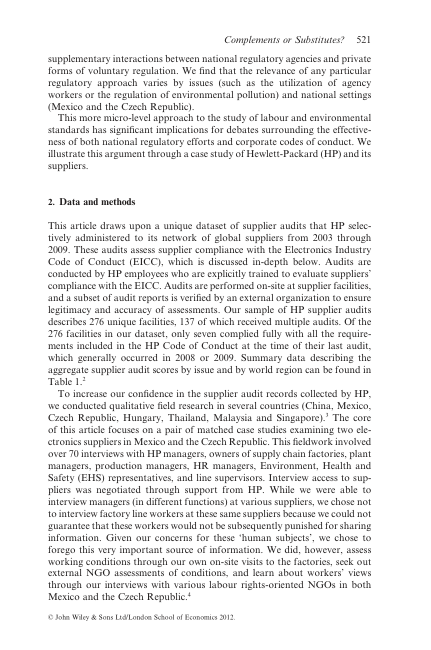 Complements or Substitutes? 521
supplementary interactions between national regulatory agencies and private
forms of voluntary regulation. We find that the relevance of any particular
regulatory approach varies by issues (such as the utilization of agency
workers or the regulation of environmental pollution) and national settings
(Mexico and the Czech Republic).
This more micro-level approach to the study of labour and environmental
standards has significant implications for debates surrounding the effective-
ness of both national regulatory efforts and corporate codes of conduct. We
illustrate this argument through a case study of Hewlett-Packard (HP) and its
suppliers.
2. Data and methods
This article draws upon a unique dataset of supplier audits that HP selec-
tively administered to its network of global suppliers from 2003 through
2009. These audits assess supplier compliance with the Electronics Industry
Code of Conduct (EICC), which is discussed in-depth below. Audits are
conducted by HP employees who are explicitly trained to evaluate suppliers'
compliance with the EICC. Audits are performed on-site at supplier facilities,
and a subset of audit reports is verified by an external organization to ensure
legitimacy and accuracy of assessments. Our sample of HP supplier audits
describes 276 unique facilities, 137 of which received multiple audits. Of the
276 facilities in our dataset, only seven complied fully with all the require-
ments included in the HP Code of Conduct at the time of their last audit,
which generally occurred in 2008 or 2009. Summary data describing the
aggregate supplier audit scores by issue and by world region can be found in
Table 1.²
To increase our confidence in the supplier audit records collected by HP,
we conducted qualitative field research in several countries (China, Mexico,
Czech Republic, Hungary, Thailand, Malaysia and Singapore).³ The core
of this article focuses on a pair of matched case studies examining two ele-
ctronics suppliers in Mexico and the Czech Republic. This fieldwork involved
over 70 interviews with HP managers, owners of supply chain factories, plant
managers, production managers, HR managers, Environment, Health and
Safety (EHS) representatives, and line supervisors. Interview access to sup-
pliers was negotiated through support from HP. While we were able to
interview managers (in different functions) at various suppliers, we chose not
to interview factory line workers at these same suppliers because we could not
guarantee that these workers would not be subsequently punished for sharing
information. Given our concerns for these 'human subjects', we chose to
forego this very important source of information. We did, however, assess
working conditions through our own on-site visits to the factories, seek out
external NGO assessments of conditions, and learn about workers' views
through our interviews with various labour rights-oriented NGOs in both
Mexico and the Czech Republic.⁴
© John Wiley & Sons Ltd/London School of Economics 2012.